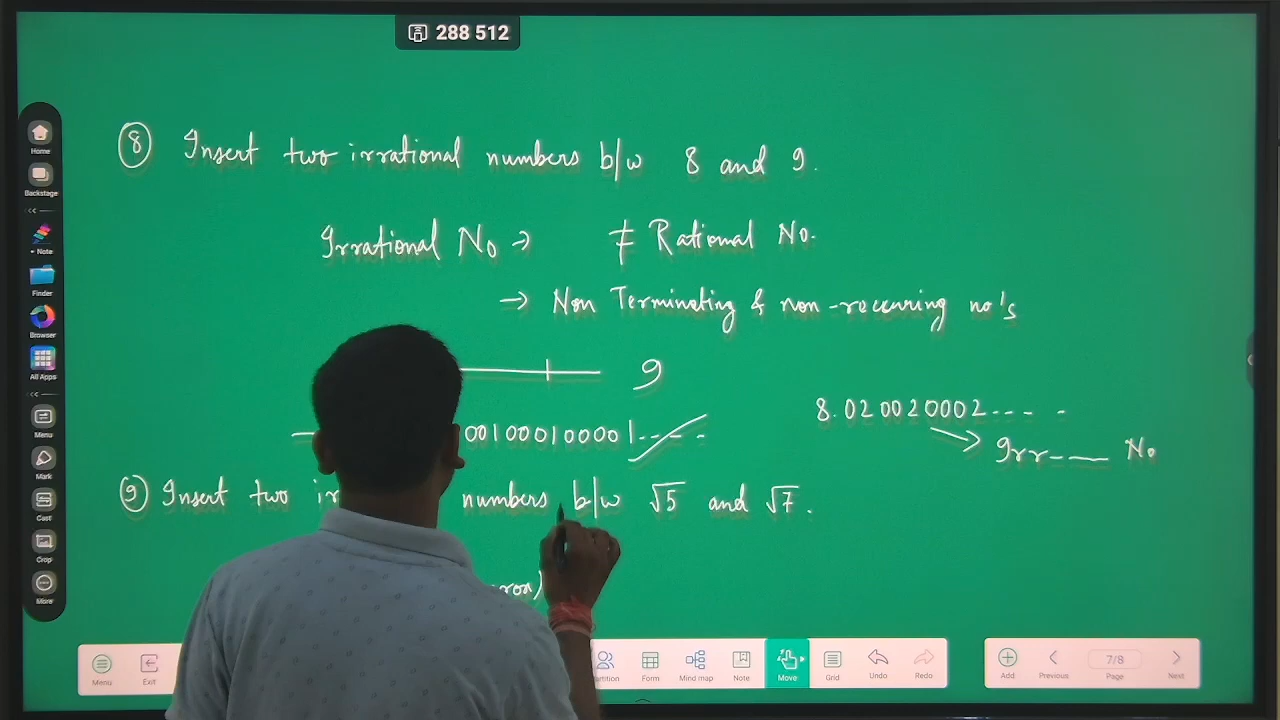 288 512
8 Insert two irrational numbers b/w 8 and 9.
Irrational No → ≠ Rational No.
→ Non Terminating & non-reccuring no's
9
001000100001----
8.020020002-----
→ Irr--- No
9 Insert two numbers b/w √5 and √7.
Home
Backstage
Note
Finder
Browser
All Apps
Menu
Mark
Cast
Crop
More
Menu
Exit
Form
Mind map
Note
Move
Grid
Undo
Redo
Add
Previous
7/8
Page
Next